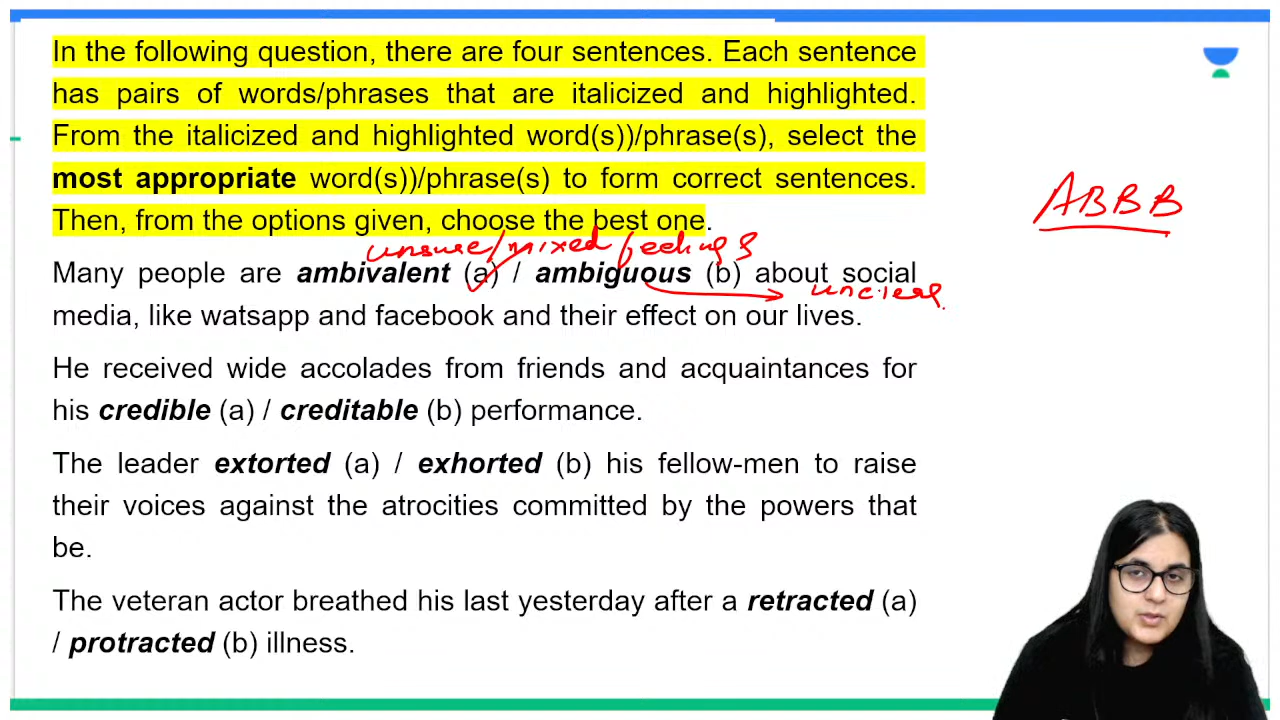 In the following question, there are four sentences. Each sentence
has pairs of words/phrases that are italicized and highlighted.
From the italicized and highlighted word(s))/phrase(s), select the
most appropriate word(s))/phrase(s) to form correct sentences.
Then, from the options given, choose the best one.
ABBB
unsure/mixed feelings
Many people are ambivalent (a) / ambiguous (b) about social
unclear
media, like watsapp and facebook and their effect on our lives.
He received wide accolades from friends and acquaintances for
his credible (a) / creditable (b) performance.
The leader extorted (a) / exhorted (b) his fellow-men to raise
their voices against the atrocities committed by the powers that
be.
The veteran actor breathed his last yesterday after a retracted (a)
/ protracted (b) illness.